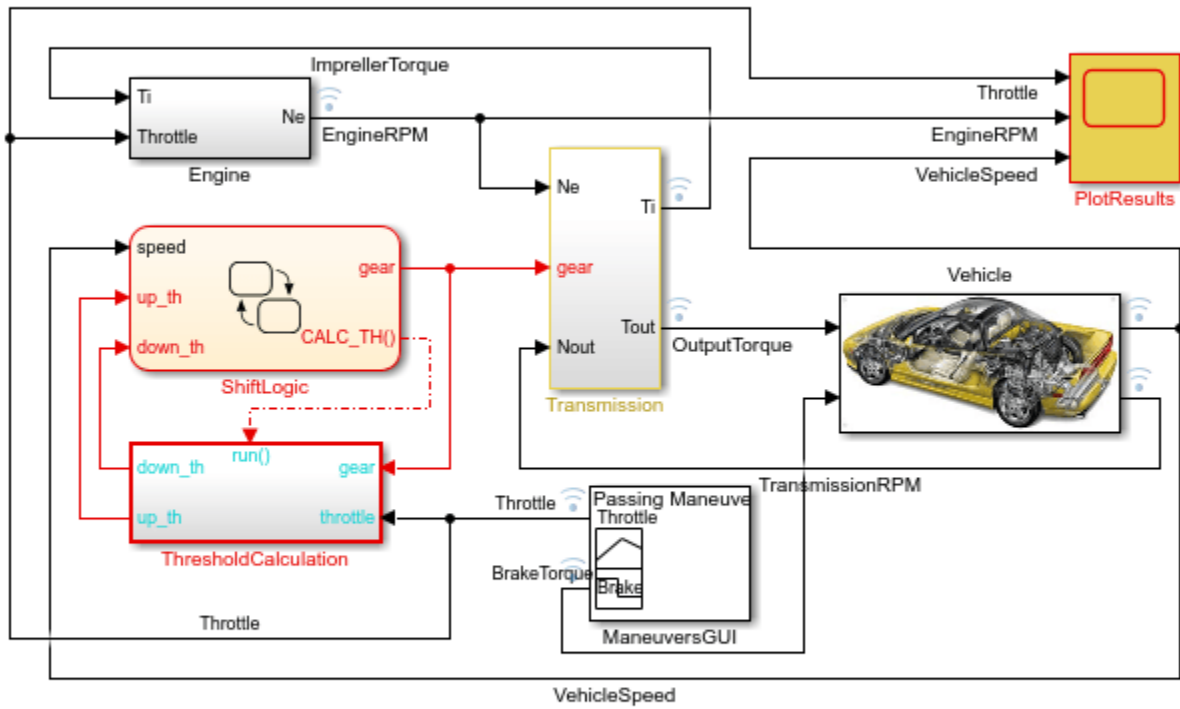 ImprellerTorque
Ti
Throttle
Ne
EngineRPM
Engine
Throttle
EngineRPM
VehicleSpeed
PlotResults
speed
up_th
down_th
gear
CALC_TH()
ShiftLogic
Ne
gear
Nout
Ti
Tout
Transmission
OutputTorque
Vehicle
TransmissionRPM
run()
down_th
up_th
gear
throttle
ThresholdCalculation
Throttle
BrakeTorque
Passing Maneuve
Throttle
Brake
ManeuversGUI
Throttle
VehicleSpeed